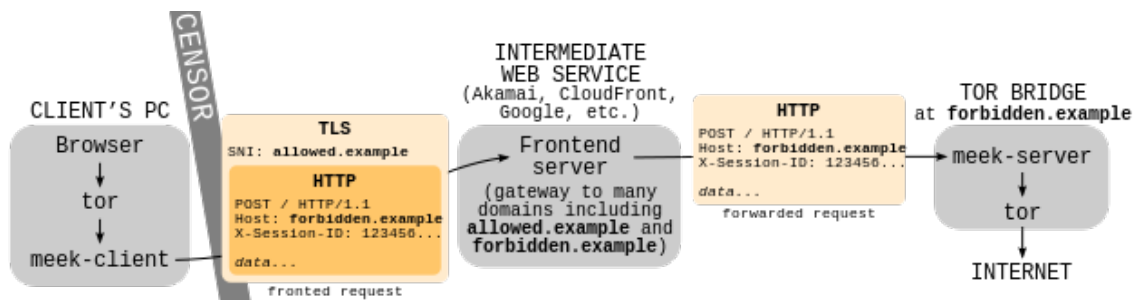 CLIENT'S PC
Browser
tor
meek-client
CENSOR
TLS
SNI: allowed.example
HTTP
POST / HTTP/1.1
Host: forbidden.example
X-Session-ID: 123456...
data...
fronted request
INTERMEDIATE
WEB SERVICE
(Akamai, CloudFront,
Google, etc.)
Frontend
server
(gateway to many
domains including
allowed.example and
forbidden.example)
HTTP
POST / HTTP/1.1
Host: forbidden.example
X-Session-ID: 123456...
data...
forwarded request
TOR BRIDGE
at forbidden.example
meek-server
tor
INTERNET